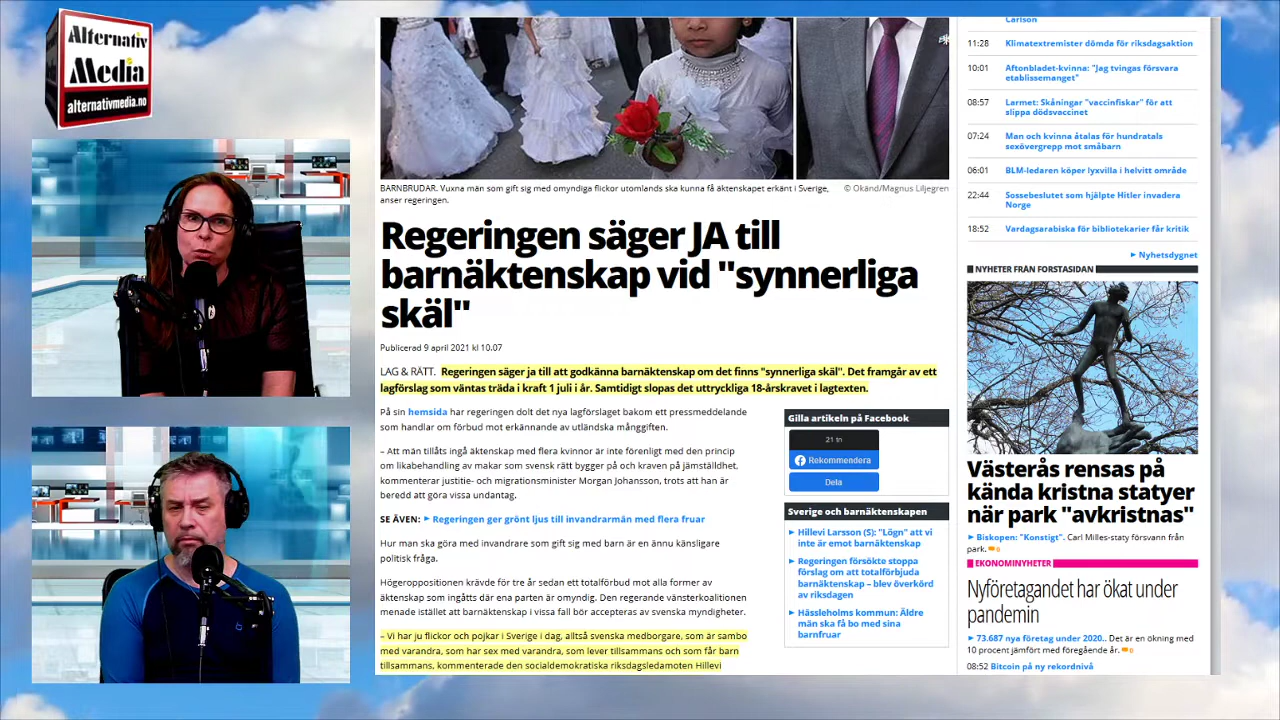 Alternativ
Media
alternativmedia.no
BARNBRUDAR. Vuxna män som gift sig med omyndiga flickor utomlands ska kunna få äktenskapet erkänt i Sverige,
anser regeringen.
© Okänd/Magnus Liljegren
Regeringen säger JA till
barnäktenskap vid "synnerliga
skäl"
Publicerad 9 april 2021 kl 10.07
LAG & RÄTT. Regeringen säger ja till att godkänna barnäktenskap om det finns "synnerliga skäl". Det framgår av ett
lagförslag som väntas träda i kraft 1 juli i år. Samtidigt slopas det uttryckliga 18-årskravet i lagtexten.
På sin hemsida har regeringen dolt det nya lagförslaget bakom ett pressmeddelande
som handlar om förbud mot erkännande av utländska månggiften.
– Att män tillåts ingå äktenskap med flera kvinnor är inte förenligt med den princip
om likabehandling av makar som svensk rätt bygger på och kraven på jämställdhet,
kommenterar justitie- och migrationsminister Morgan Johansson, trots att han är
beredd att göra vissa undantag.
SE ÄVEN: ► Regeringen ger grönt ljus till invandrarmän med flera fruar
Hur man ska göra med invandrare som gift sig med barn är en ännu känsligare
politisk fråga.
Högeroppositionen krävde för tre år sedan ett totalförbud mot alla former av
äktenskap som ingåtts där ena parten är omyndig. Den regerande vänsterkoalitionen
menade istället att barnäktenskap i vissa fall bör accepteras av svenska myndigheter.
– Vi har ju flickor och pojkar i Sverige i dag, alltså svenska medborgare, som är sambo
med varandra, som har sex med varandra, som lever tillsammans och som får barn
tillsammans, kommenterade den socialdemokratiska riksdagsledamoten Hillevi
Gilla artikeln på Facebook
21 tn
Rekommendera
Dela
Sverige och barnäktenskapen
► Hillevi Larsson (S): "Lögn" att vi
inte är emot barnäktenskap
► Regeringen försökte stoppa
förslag om att totalförbjuda
barnäktenskap – blev överkörd
av riksdagen
► Hässleholms kommun: Äldre
män ska få bo med sina
barnfruar
Carlson
11:28 Klimatextremister dömda för riksdagsaktion
10:01 Aftonbladet-kvinna: "Jag tvingas försvara
etablissemanget"
08:57 Larmet: Skåningar "vaccinfiskar" för att
slippa dödsvaccinet
07:24 Man och kvinna åtalas för hundratals
sexövergrepp mot småbarn
06:01 BLM-ledaren köper lyxvilla i helvitt område
22:44 Sossebeslutet som hjälpte Hitler invadera
Norge
18:52 Vardagsarabiska för bibliotekarier får kritik
► Nyhetsdygnet
NYHETER FRÅN FÖRSTASIDAN
Västerås rensas på
kända kristna statyer
när park "avkristnas"
► Biskopen: "Konstigt". Carl Milles-staty försvann från
park. 6
EKONOMINYHETER
Nyföretagandet har ökat under
pandemin
► 73.687 nya företag under 2020.. Det är en ökning med
10 procent jämfört med föregående år. 0
08:52 Bitcoin på ny rekordnivå